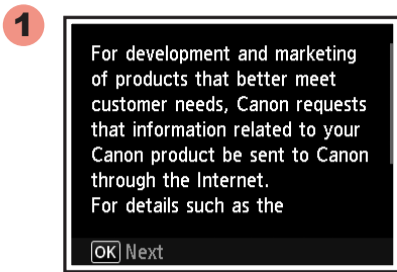 1
For development and marketing
of products that better meet
customer needs, Canon requests
that information related to your
Canon product be sent to Canon
through the Internet.
For details such as the
OK Next